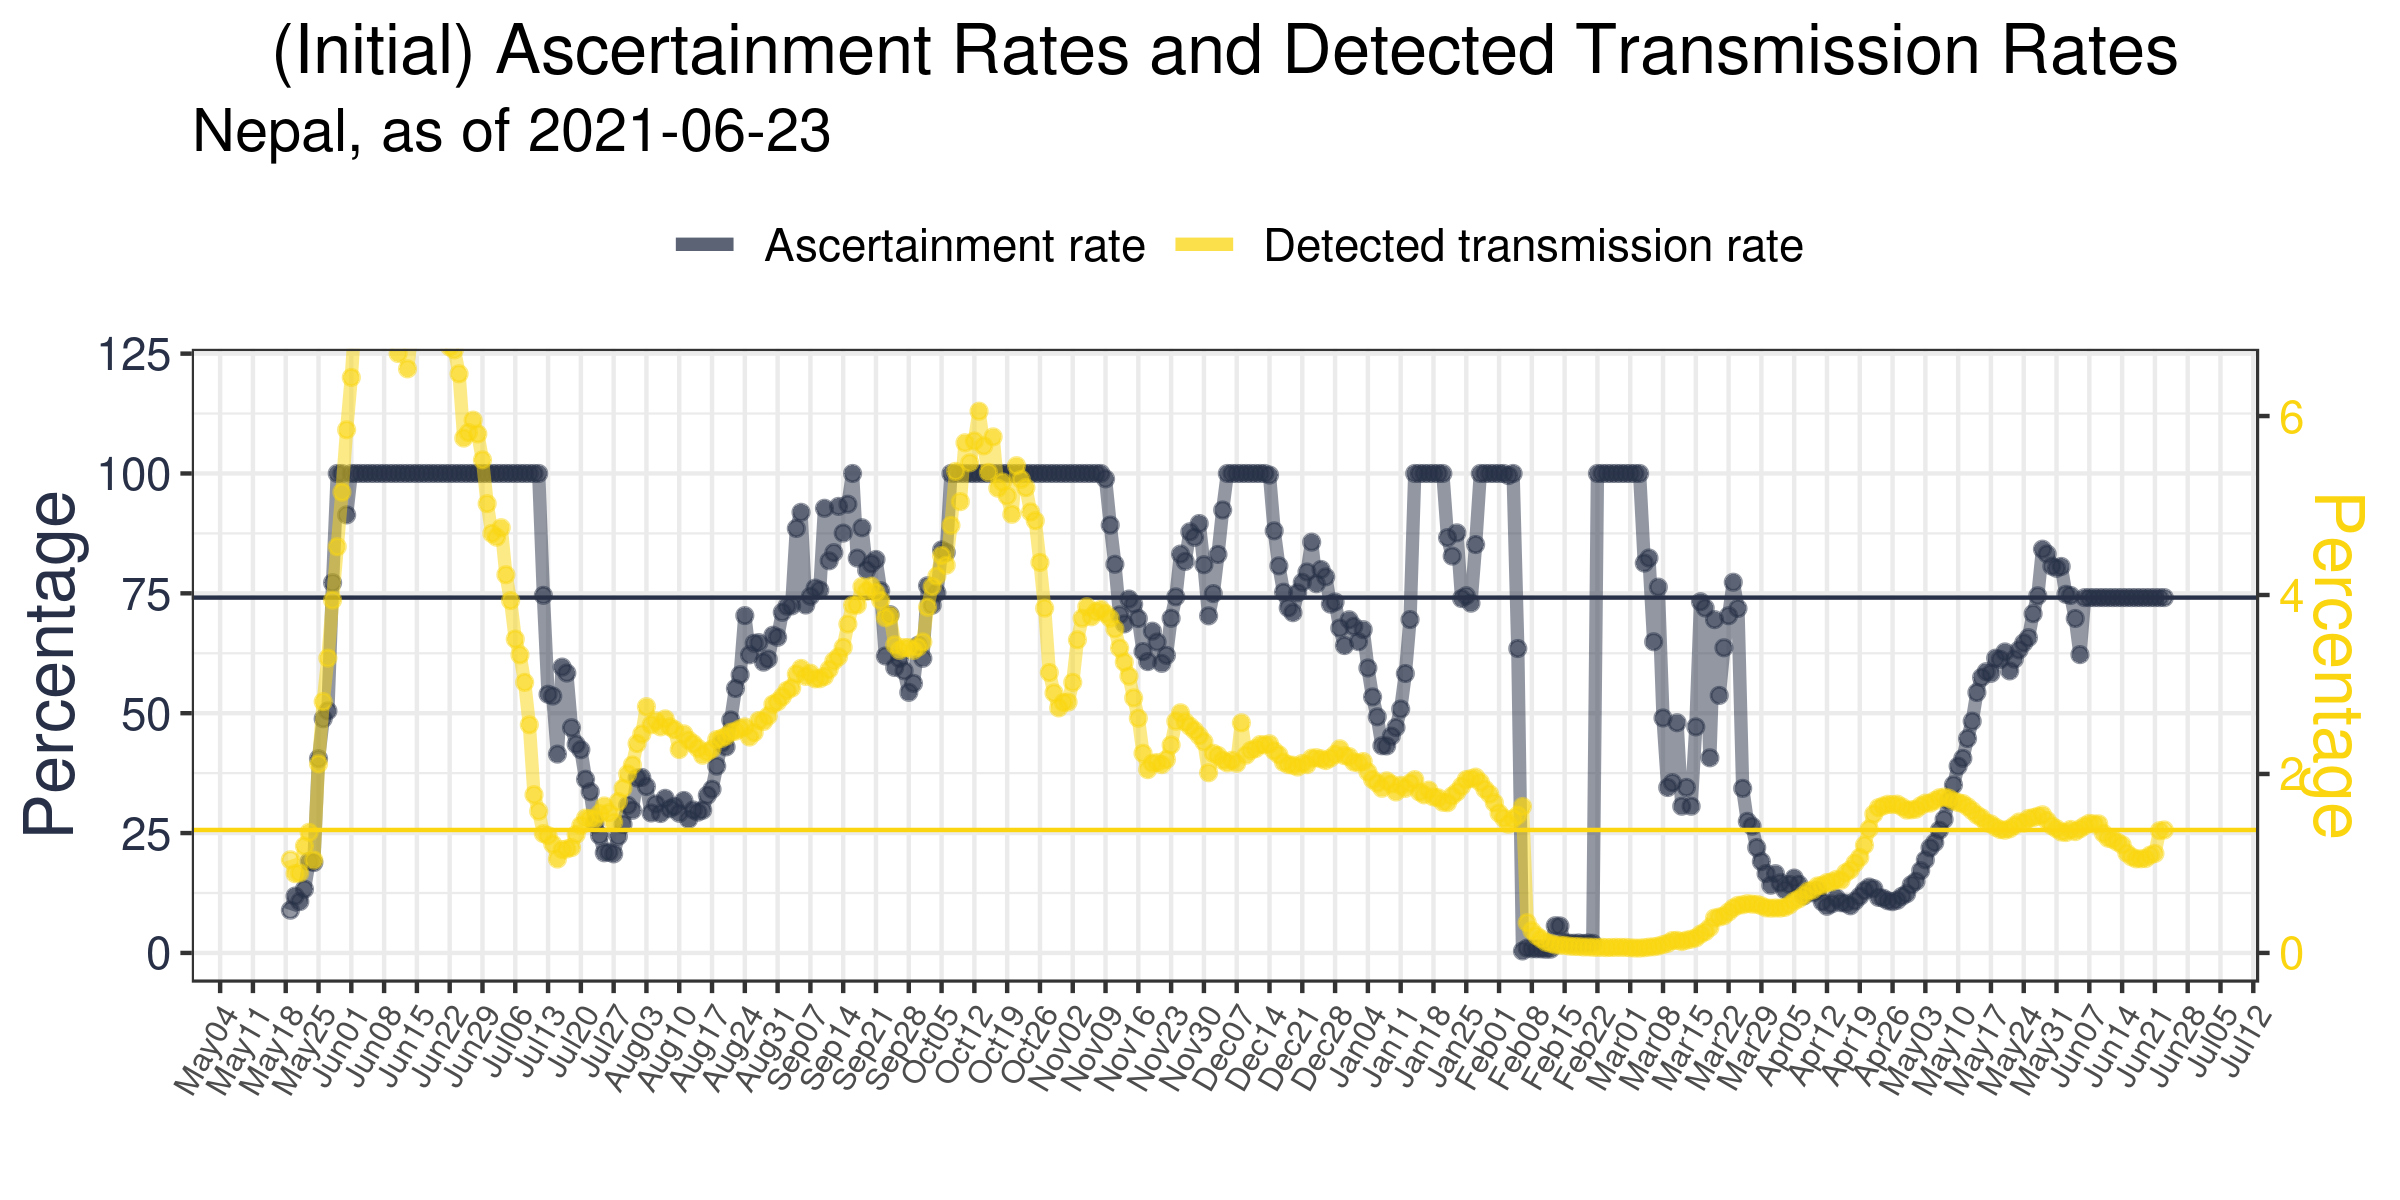 (Initial) Ascertainment Rates and Detected Transmission Rates
Nepal, as of 2021-06-23
Ascertainment rate
Detected transmission rate
125
100
75
50
25
0
Percentage
6
4
2
0
Percentage
May04
May11
May18
May25
Jun01
Jun08
Jun15
Jun22
Jun29
Jul06
Jul13
Jul20
Jul27
Aug03
Aug10
Aug17
Aug24
Aug31
Sep07
Sep14
Sep21
Sep28
Oct05
Oct12
Oct19
Oct26
Nov02
Nov09
Nov16
Nov23
Nov30
Dec07
Dec14
Dec21
Dec28
Jan04
Jan11
Jan18
Jan25
Feb01
Feb08
Feb15
Feb22
Mar01
Mar08
Mar15
Mar22
Mar29
Apr05
Apr12
Apr19
Apr26
May03
May10
May17
May24
May31
Jun07
Jun14
Jun21
Jun28
Jul05
Jul12